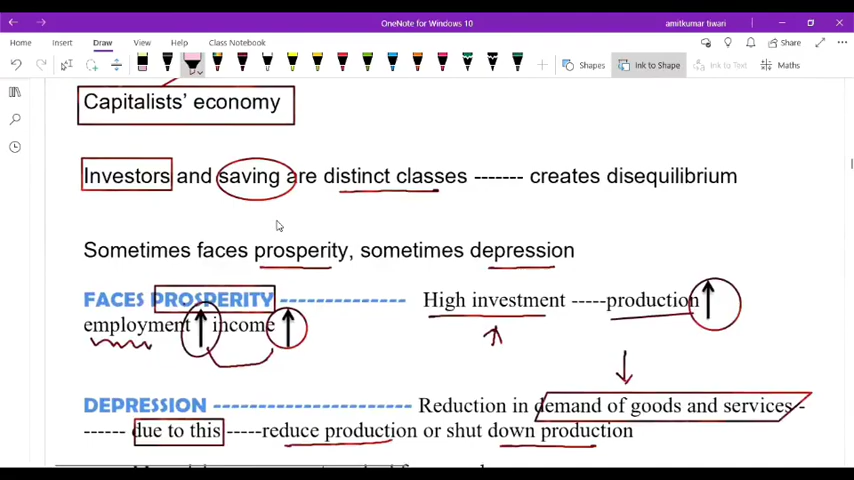 OneNote for Windows 10
amitkumar tiwari
Home Insert Draw View Help Class Notebook
Share
Shapes Ink to Shape Ink to Text Maths
Capitalists' economy
Investors and saving are distinct classes ------- creates disequilibrium
Sometimes faces prosperity, sometimes depression
FACES PROSPERITY -------------- High investment -----production
employment income
DEPRESSION ---------------------- Reduction in demand of goods and services -
------ due to this -----reduce production or shut down production